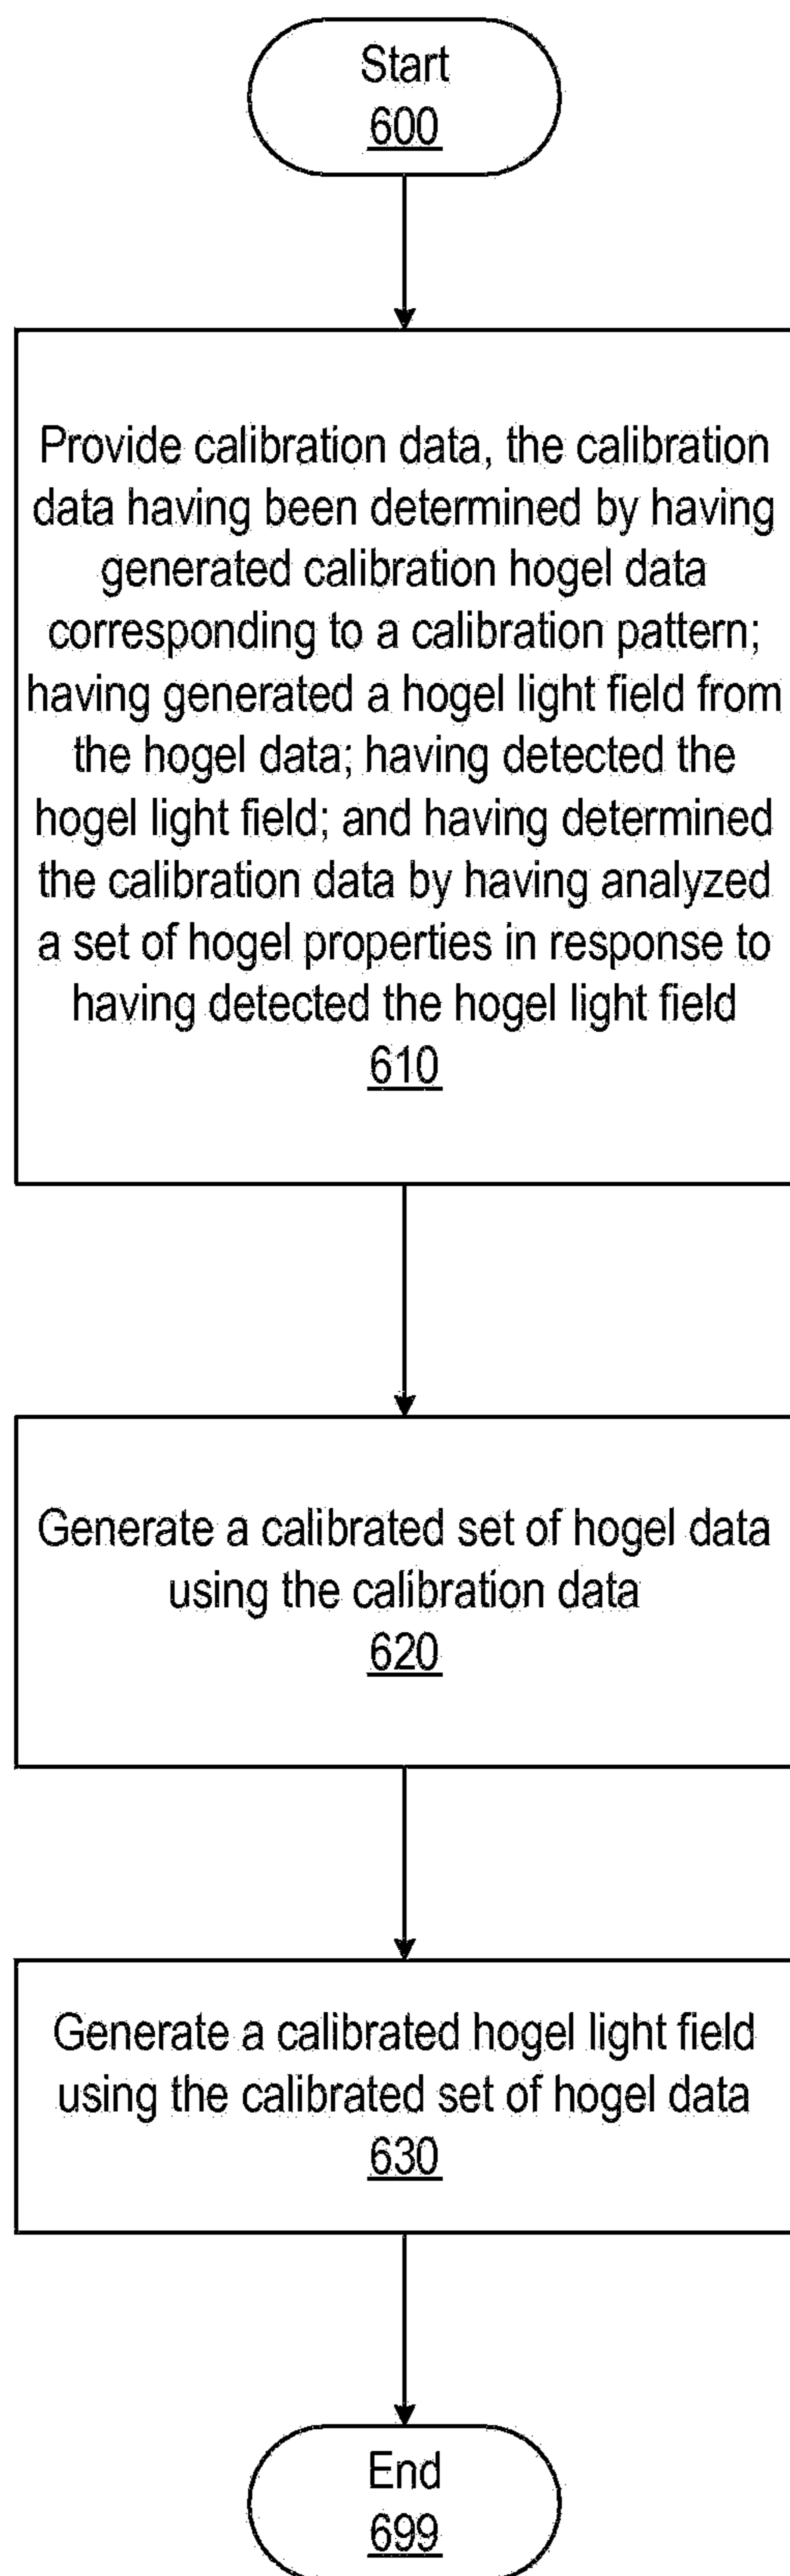 Start
600
Provide calibration data, the calibration
data having been determined by having
generated calibration hogel data
corresponding to a calibration pattern;
having generated a hogel light field from
the hogel data; having detected the
hogel light field; and having determined
the calibration data by having analyzed
a set of hogel properties in response to
having detected the hogel light field
610
Generate a calibrated set of hogel data
using the calibration data
620
Generate a calibrated hogel light field
using the calibrated set of hogel data
630
End
699